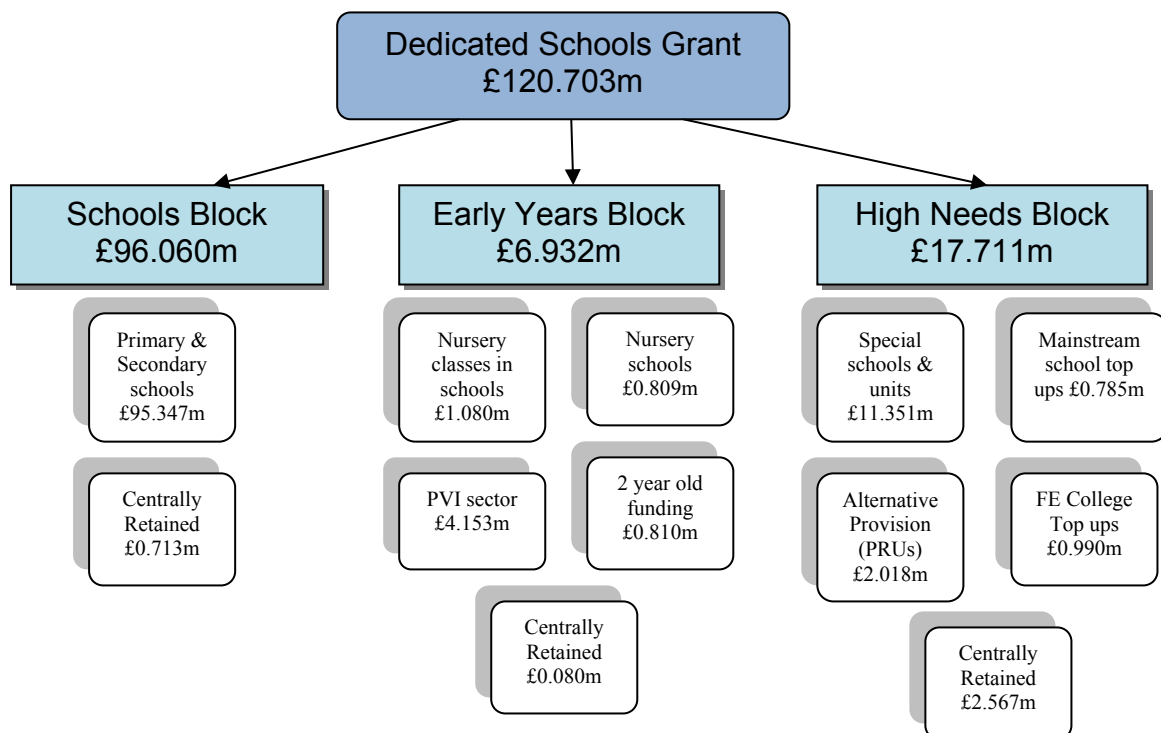 Dedicated Schools Grant
£120.703m
Schools Block
£96.060m
Early Years Block
£6.932m
High Needs Block
£17.711m
Primary &
Secondary
schools
£95.347m
Centrally
Retained
£0.713m
Nursery
classes in
schools
£1.080m
Nursery
schools
£0.809m
PVI sector
£4.153m
2 year old
funding
£0.810m
Centrally
Retained
£0.080m
Special
schools &
units
£11.351m
Mainstream
school top
ups £0.785m
Alternative
Provision
(PRUs)
£2.018m
FE College
Top ups
£0.990m
Centrally
Retained
£2.567m